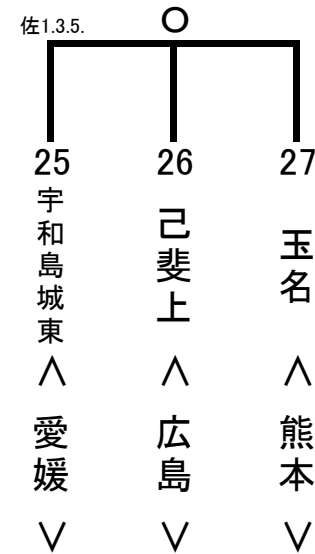 佐1.3.5.
○
25 26 27
宇和島城東
<愛媛>
己斐上
<広島>
玉名
<熊本>